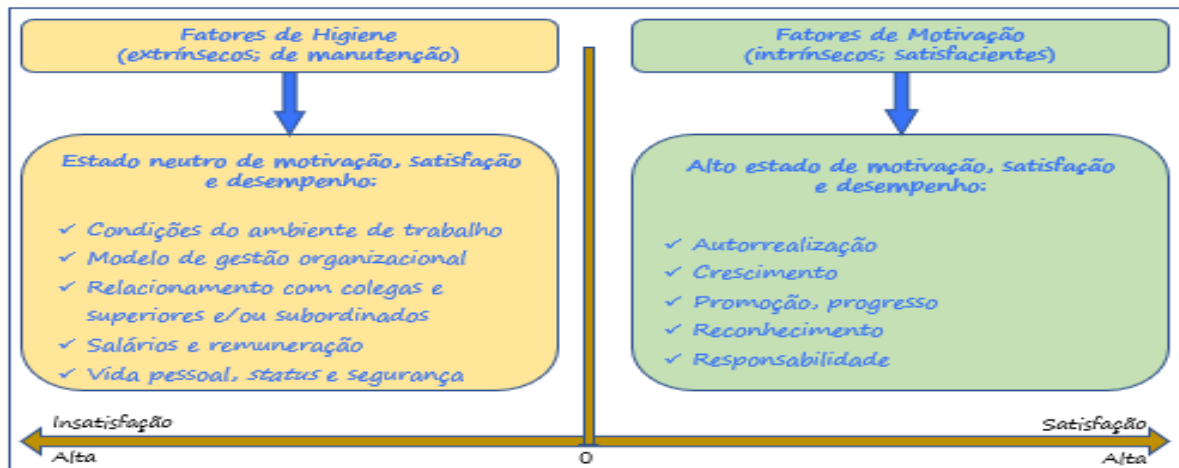 Fatores de Higiene
(extrínsecos; de manutenção)
Estado neutro de motivação, satisfação
e desempenho:
✓ Condições do ambiente de trabalho
✓ Modelo de gestão organizacional
✓ Relacionamento com colegas e
superiores e/ou subordinados
✓ Salários e remuneração
✓ Vida pessoal, status e segurança
Fatores de Motivação
(intrínsecos; satisfacientes)
Alto estado de motivação, satisfação
e desempenho:
✓ Autorrealização
✓ Crescimento
✓ Promoção, progresso
✓ Reconhecimento
✓ Responsabilidade
Insatisfação
Satisfação
Alta
0
Alta